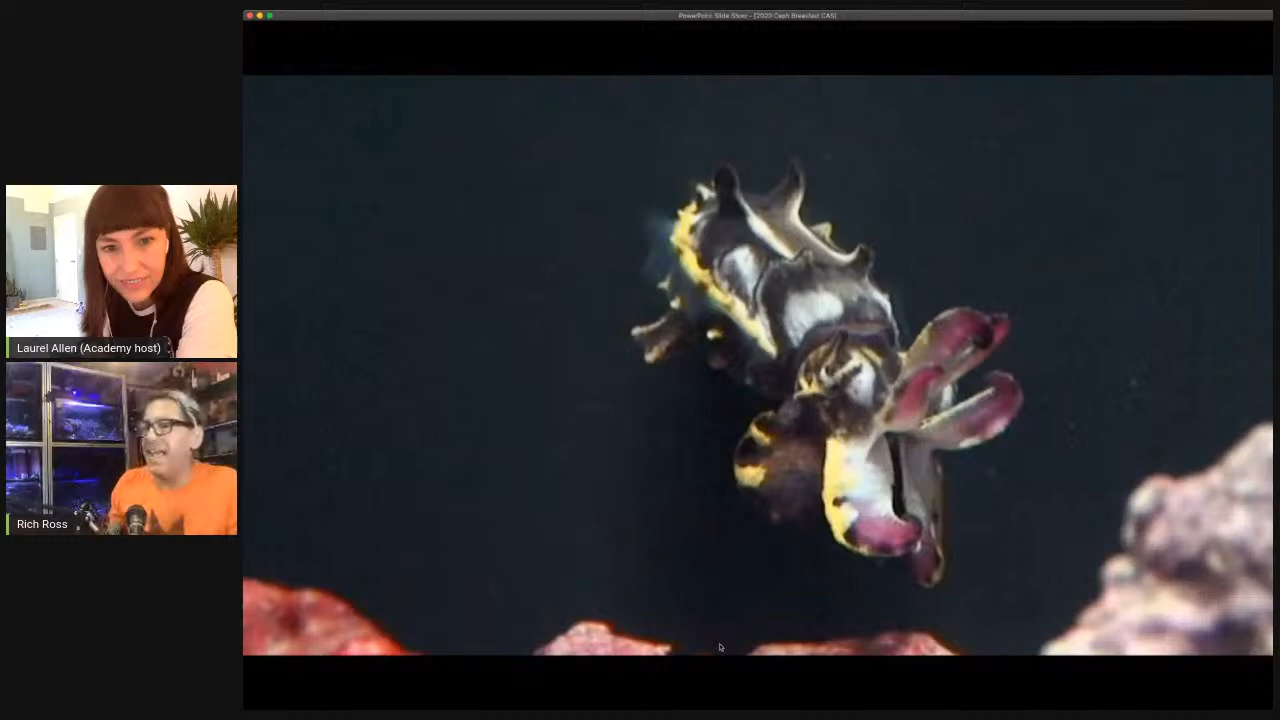 PowerPoint Slide Show - [2020 Ceph Breakfast CAS]
Laurel Allen (Academy host)
Rich Ross